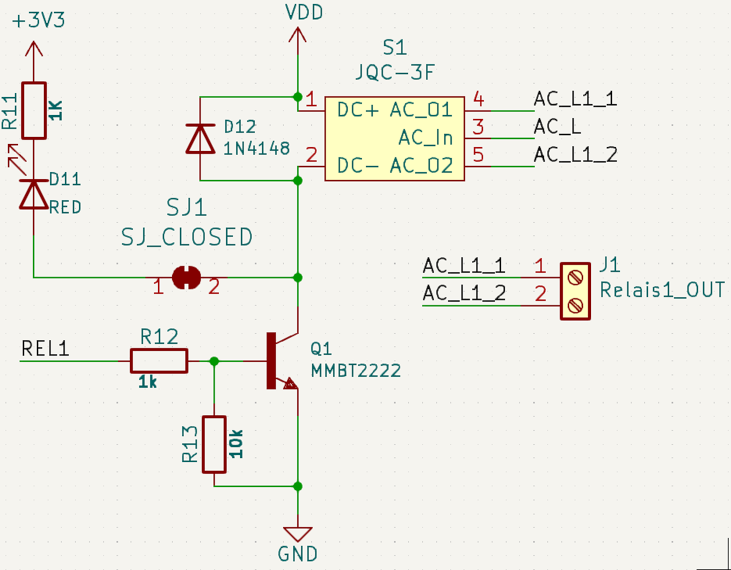 +3V3
VDD
S1
JQC-3F
R11
1K
D12
1N4148
1
DC+
AC_O1
4
AC_L1_1
AC_In
3
AC_L
2
DC-
AC_O2
5
AC_L1_2
D11
RED
SJ1
SJ_CLOSED
1
2
AC_L1_1
1
AC_L1_2
2
J1
Relais1_OUT
REL1
R12
1k
Q1
MMBT2222
R13
10k
GND